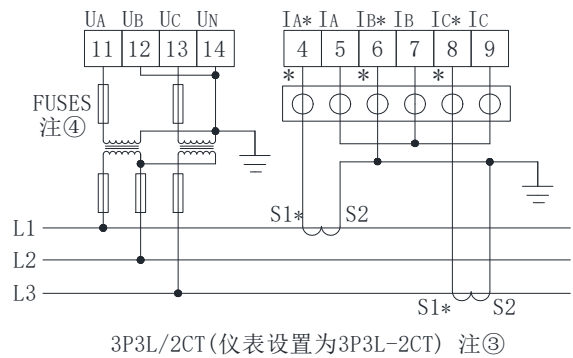 UA UB UC UN IA* IA IB* IB IC* IC
11 12 13 14 4 5 6 7 8 9
* * *
FUSES
注④
S1* S2
L1
L2
L3
S1* S2
3P3L/2CT(仪表设置为3P3L-2CT) 注③